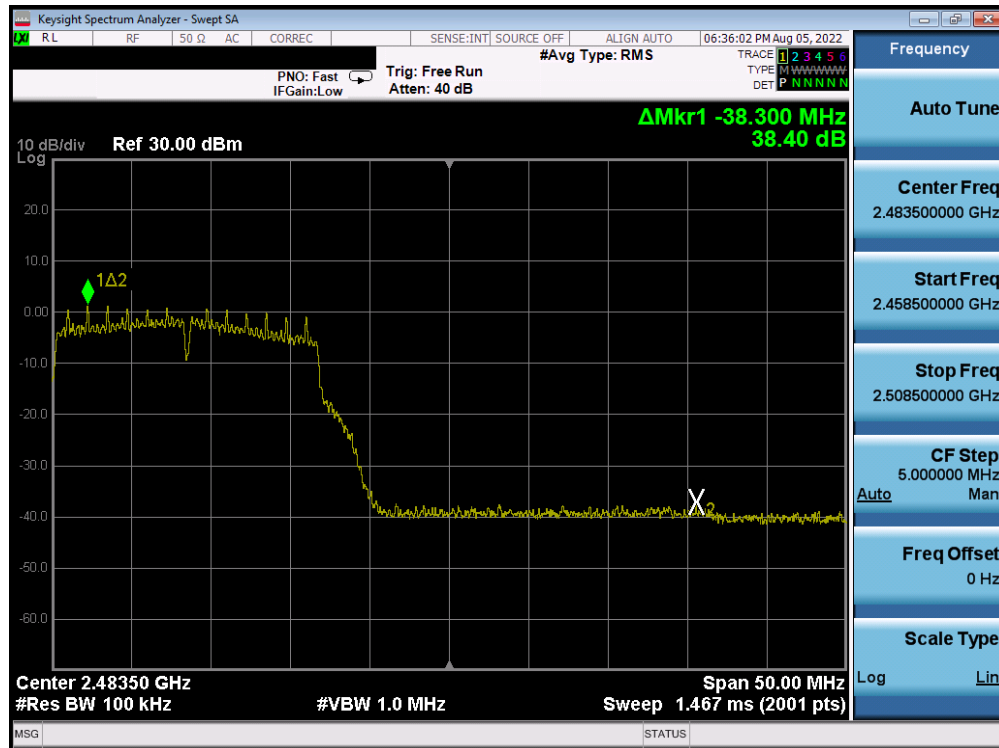 Keysight Spectrum Analyzer - Swept SA
LXI RL RF 50 Ω AC CORREC SENSE:INT SOURCE OFF ALIGN AUTO 06:36:02 PM Aug 05, 2022
#Avg Type: RMS
TRACE 1 2 3 4 5 6
TYPE M WWWWW
DET P N N N N N
PNO: Fast
IFGain:Low
Trig: Free Run
Atten: 40 dB
ΔMkr1 -38.300 MHz
38.40 dB
10 dB/div
Log
Ref 30.00 dBm
20.0
10.0
1Δ2
0.00
-10.0
-20.0
-30.0
X2
-40.0
-50.0
-60.0
Center 2.48350 GHz
Span 50.00 MHz
#Res BW 100 kHz
#VBW 1.0 MHz
Sweep 1.467 ms (2001 pts)
MSG
STATUS
Frequency
Auto Tune
Center Freq
2.483500000 GHz
Start Freq
2.458500000 GHz
Stop Freq
2.508500000 GHz
CF Step
5.000000 MHz
Auto Man
Freq Offset
0 Hz
Scale Type
Log Lin